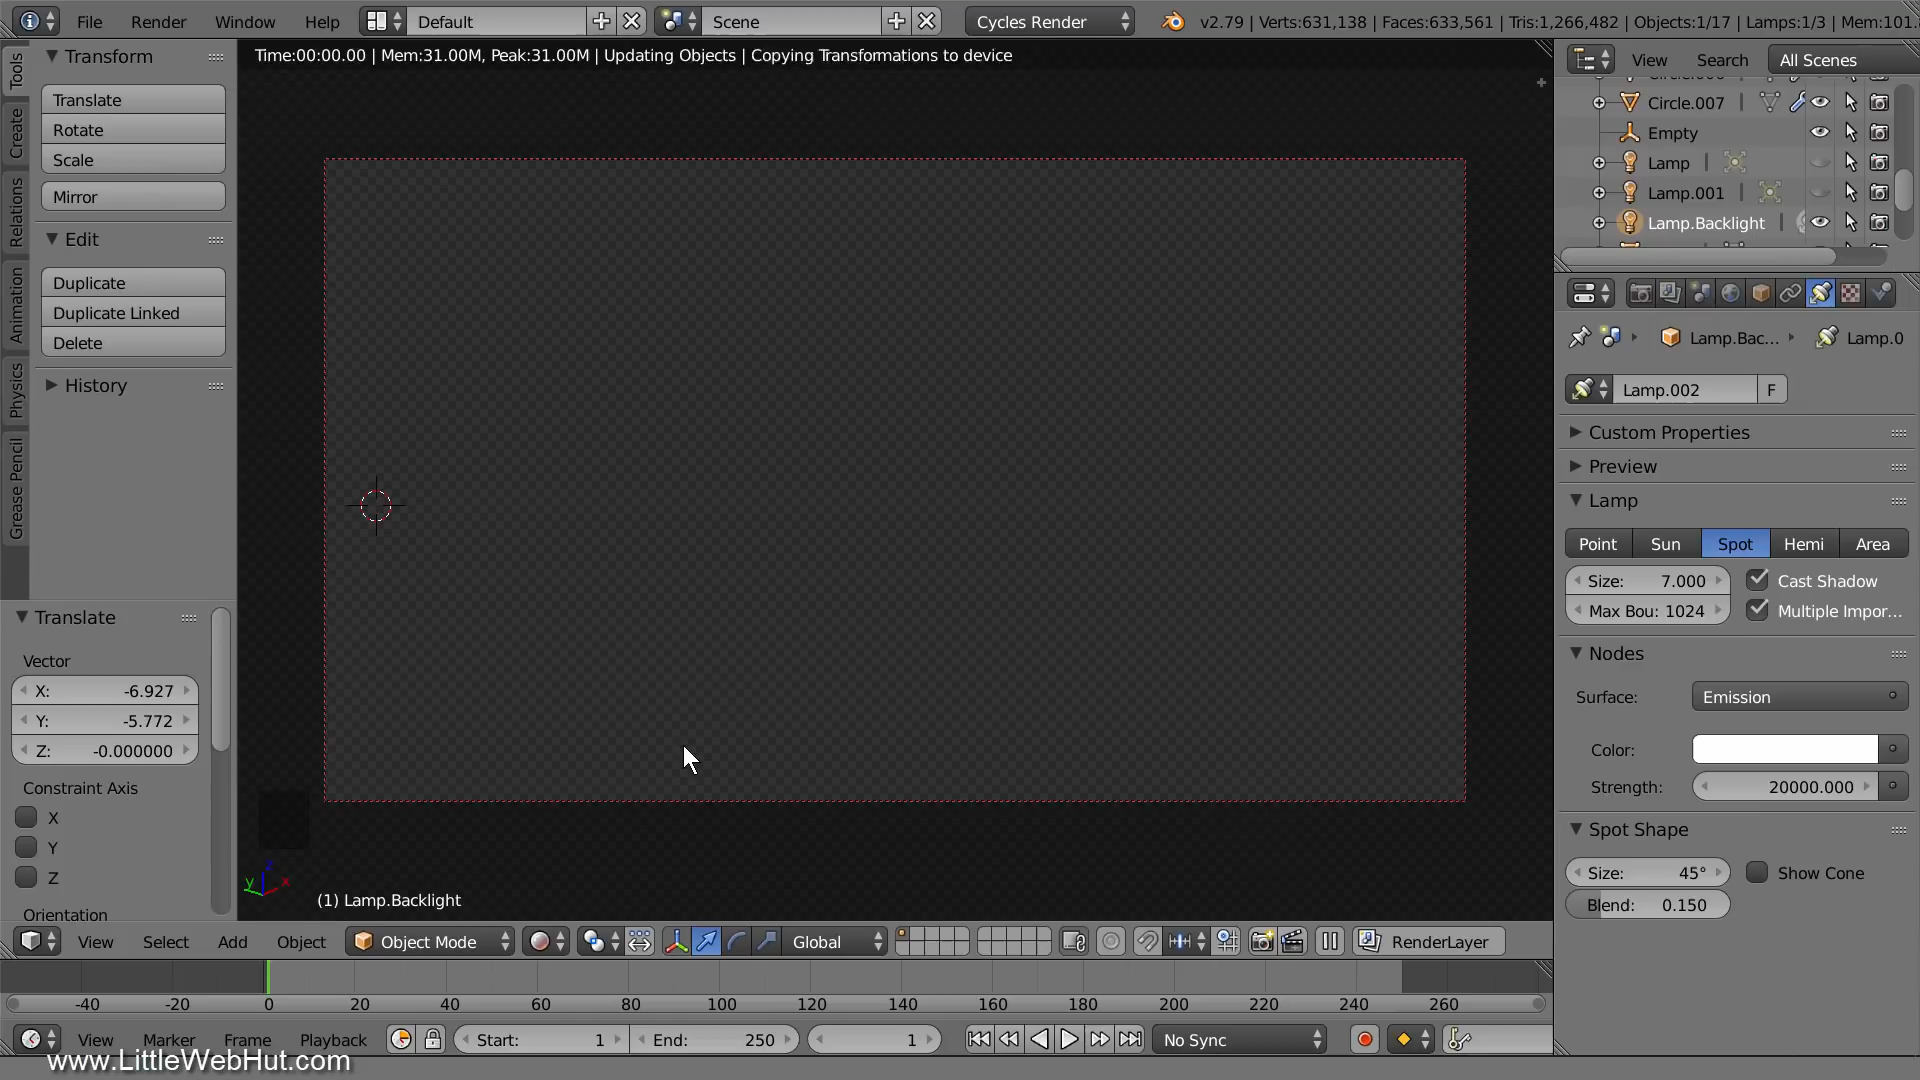 File Render Window Help Default Scene Cycles Render v2.79 | Verts:631,138 | Faces:633,561 | Tris:1,266,482 | Objects:1/17 | Lamps:1/3 | Mem:101.
Time:00:00.00 | Mem:31.00M, Peak:31.00M | Updating Objects | Copying Transformations to device
View Search All Scenes
Circle.007
Empty
Lamp
Lamp.001
Lamp.Backlight
Tools
Create
Relations
Animation
Physics
Grease Pencil
Transform
Translate
Rotate
Scale
Mirror
Edit
Duplicate
Duplicate Linked
Delete
History
Translate
Vector
X: -6.927
Y: -5.772
Z: -0.000000
Constraint Axis
X
Y
Z
Orientation
y z x
(1) Lamp.Backlight
Lamp.Bac... Lamp.0
Lamp.002 F
Custom Properties
Preview
Lamp
Point Sun Spot Hemi Area
Size: 7.000 Cast Shadow
Max Bou: 1024 Multiple Impor...
Nodes
Surface: Emission
Color:
Strength: 20000.000
Spot Shape
Size: 45° Show Cone
Blend: 0.150
View Select Add Object Object Mode Global RenderLayer
-40 -20 0 20 40 60 80 100 120 140 160 180 200 220 240 260
View Marker Frame Playback Start: 1 End: 250 1 No Sync
www.LittleWebHut.com